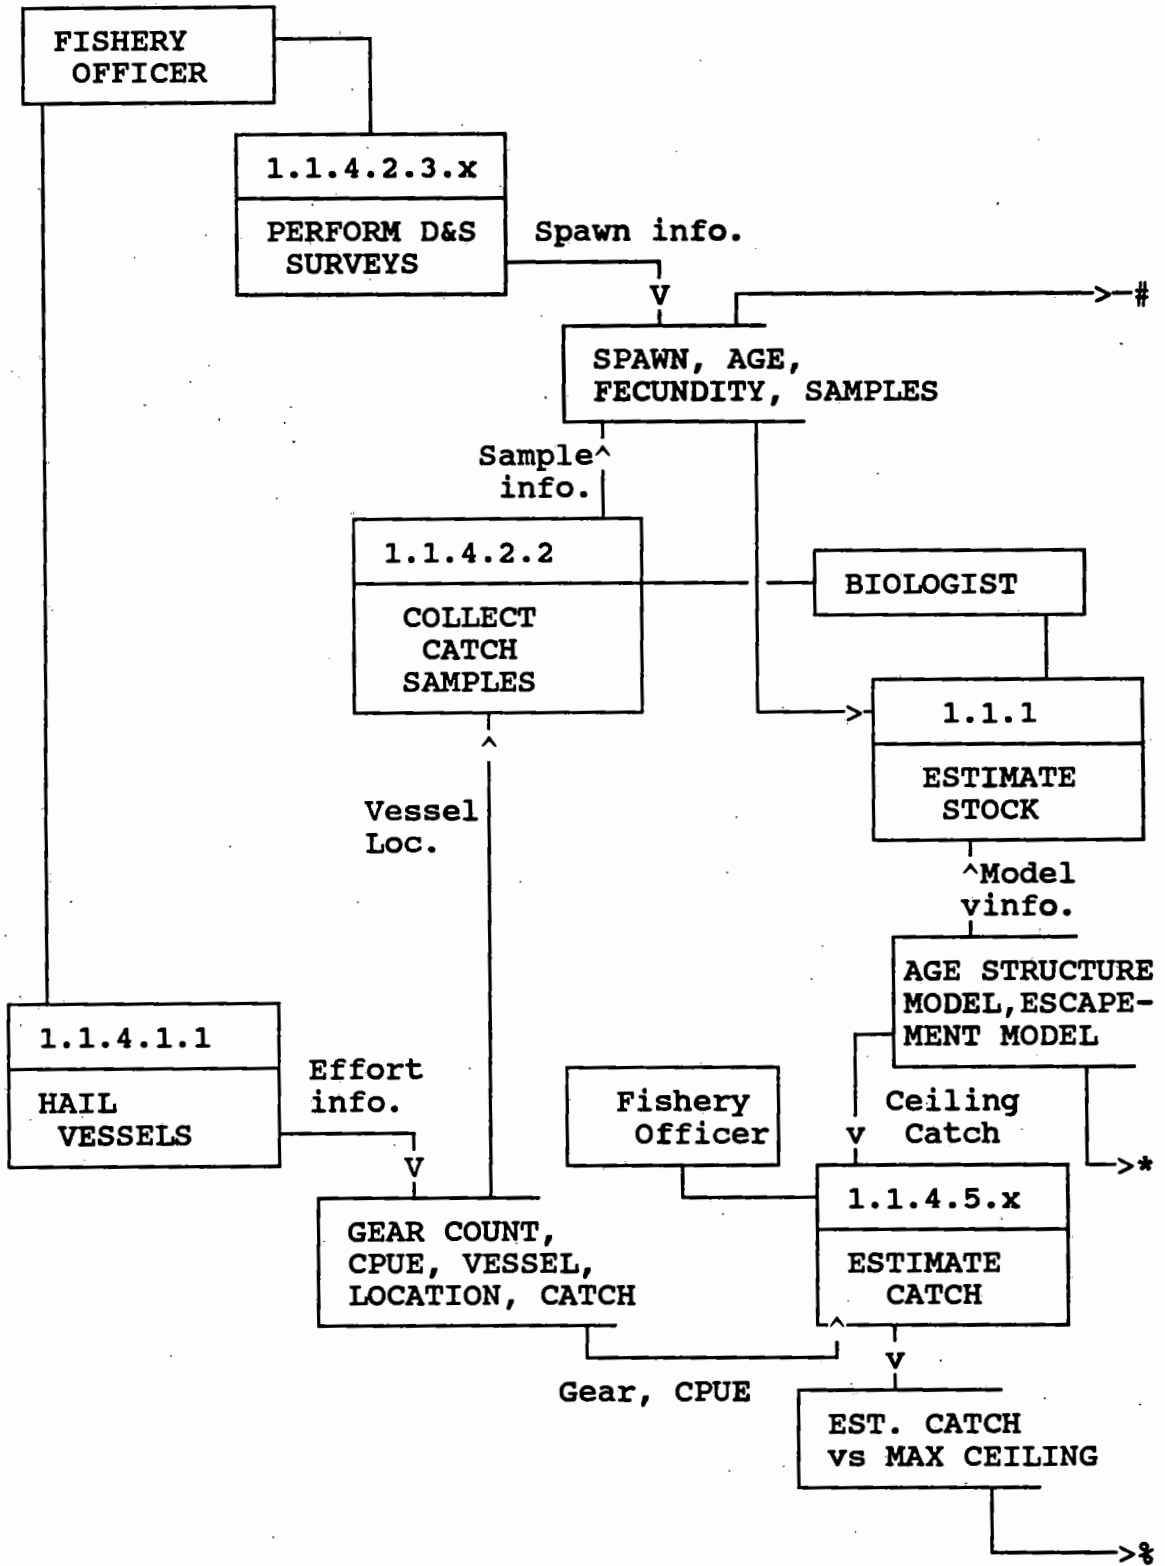 FISHERY
OFFICER
1.1.4.2.3.x
PERFORM D&S
SURVEYS
Spawn info.
V
>#
SPAWN, AGE,
FECUNDITY, SAMPLES
Sample^
info.
1.1.4.2.2
COLLECT
CATCH
SAMPLES
BIOLOGIST
>
1.1.1
ESTIMATE
STOCK
^
Vessel
Loc.
^Model
vinfo.
AGE STRUCTURE
MODEL,ESCAPE-
MENT MODEL
1.1.4.1.1
HAIL
VESSELS
Effort
info.
V
Fishery
Officer
Ceiling
Catch
v
>*
1.1.4.5.x
ESTIMATE
CATCH
GEAR COUNT,
CPUE, VESSEL,
LOCATION, CATCH
^
v
Gear, CPUE
EST. CATCH
vs MAX CEILING
>%